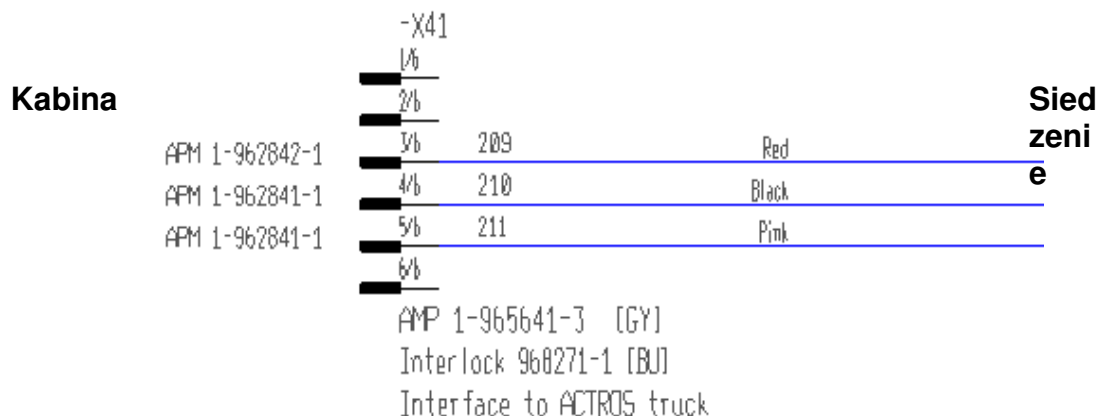 -X41
1/6
Kabina
2/6
Sied
zeni
e
APM 1-962842-1 3/6 209 Red
APM 1-962841-1 4/6 210 Black
APM 1-962841-1 5/6 211 Pink
6/6
AMP 1-965641-3 [GY]
Interlock 968271-1 [BU]
Interface to ACTROS truck